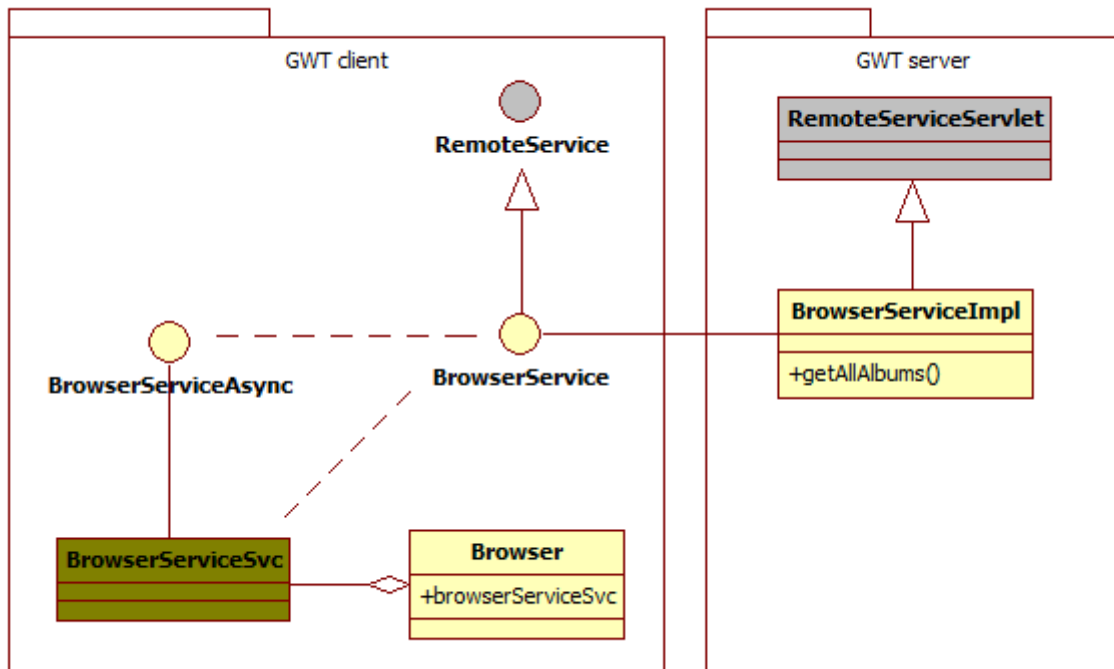 GWT client
GWT server
RemoteService
RemoteServiceServlet
BrowserServiceAsync
BrowserService
BrowserServiceImpl
+getAllAlbums()
BrowserServiceSvc
Browser
+browserServiceSvc